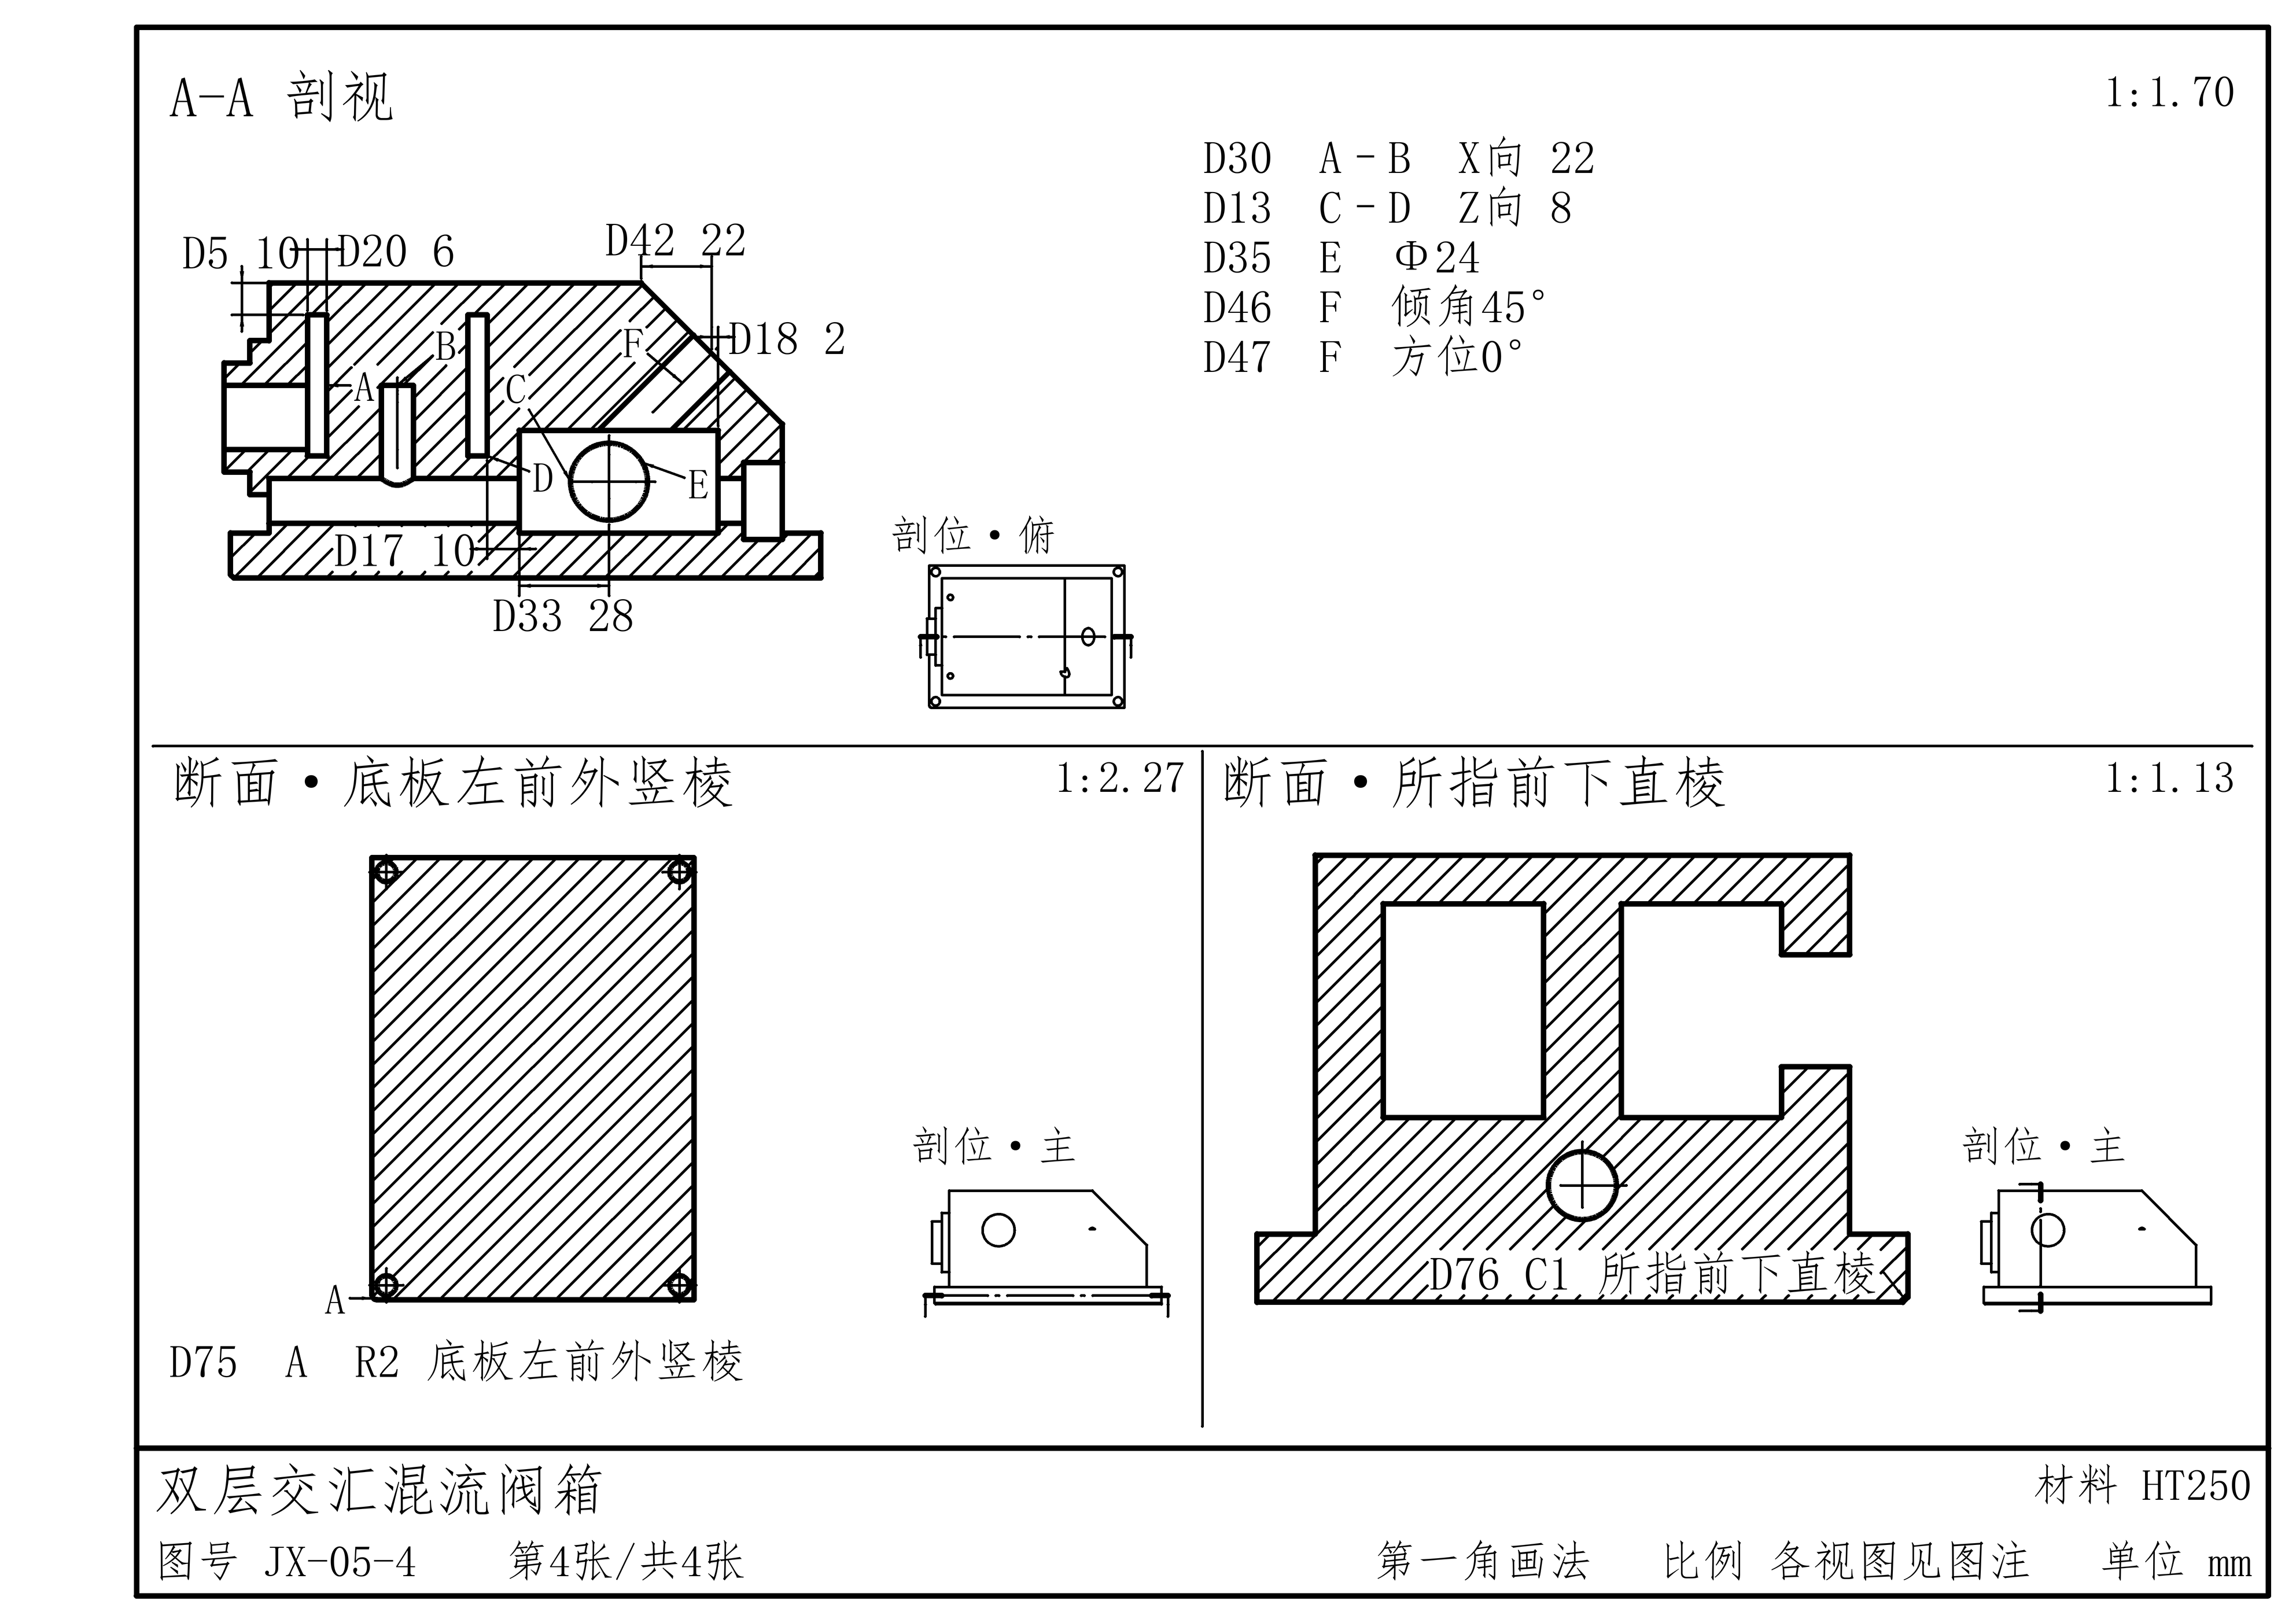 A-A 剖视
1:1.70
D30 A-B X向 22
D13 C-D Z向 8
D35 E Φ24
D46 F 倾角45°
D47 F 方位0°
D5 10
D20 6
D42 22
D18 2
B
F
A
C
D
E
D17 10
D33 28
剖位·俯
断面·底板左前外竖棱
1:2.27
剖位·主
A
D75 A R2 底板左前外竖棱
断面·所指前下直棱
1:1.13
剖位·主
D76 C1 所指前下直棱
双层交汇混流阀箱
材料 HT250
图号 JX-05-4 第4张/共4张
第一角画法 比例 各视图见图注 单位 mm